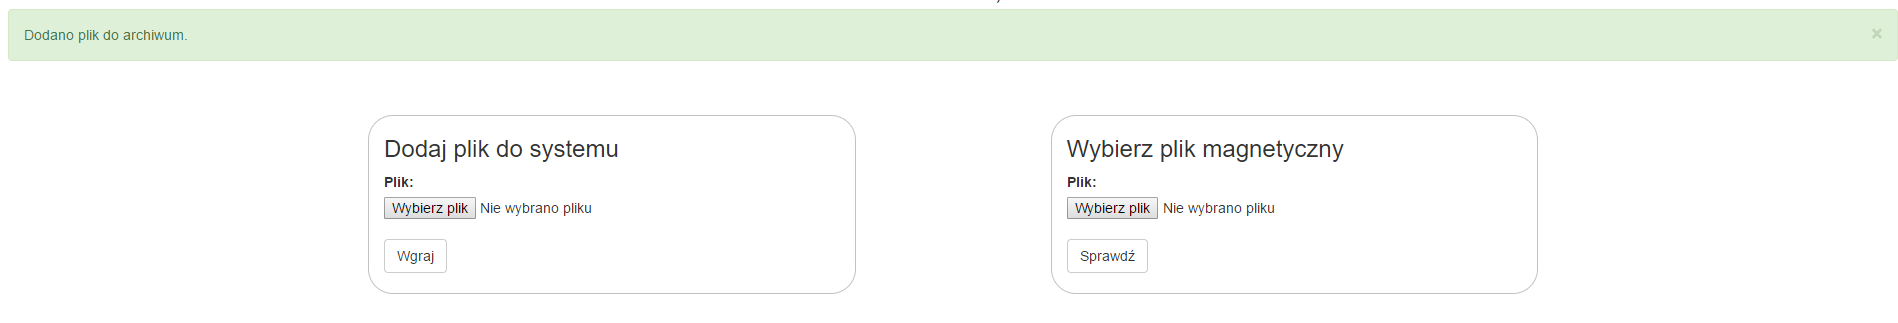 Dodano plik do archiwum.
×
Dodaj plik do systemu
Plik:
Wybierz plik Nie wybrano pliku
Wgraj
Wybierz plik magnetyczny
Plik:
Wybierz plik Nie wybrano pliku
Sprawdź